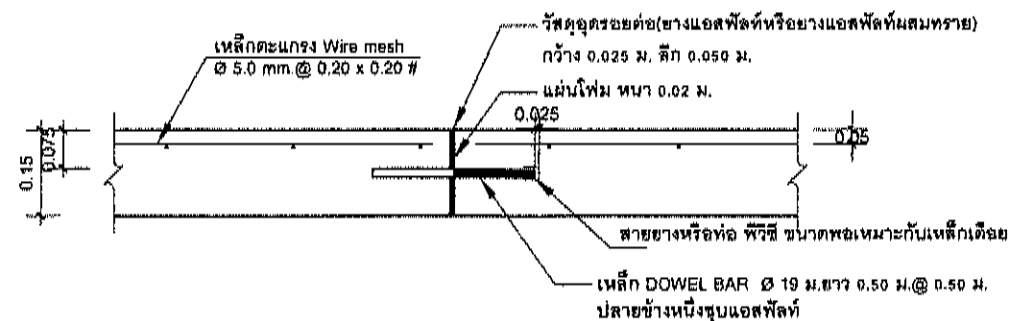 วัสดุอุดรอยต่อ(ยางแอสฟัลท์หรือยางแอสฟัลท์ผสมทราย)
กว้าง 0.025 ม. ลึก 0.050 ม.
เหล็กตะแกรง Wire mesh
Ø 5.0 mm.@ 0.20 x 0.20 #
แผ่นโฟม หนา 0.02 ม.
0.025
0.05
0.075
0.15
สายยางหรือท่อ พีวีซี ขนาดพอเหมาะกับเหล็กเดือย
เหล็ก DOWEL BAR Ø 19 ม.ยาว 0.50 ม.@ 0.50 ม.
ปลายข้างหนึ่งชุบแอสฟัลท์